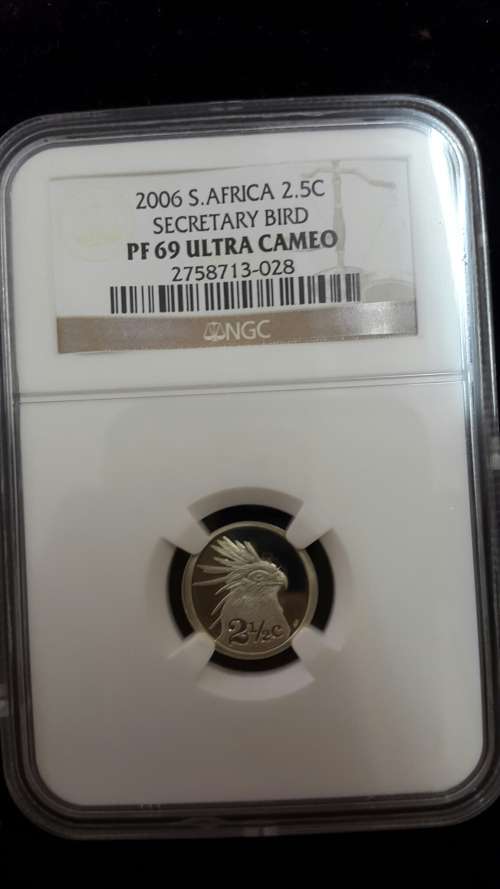 2006 S.AFRICA 2.5C
SECRETARY BIRD
PF 69 ULTRA CAMEO
2758713-028
NGC
2½c